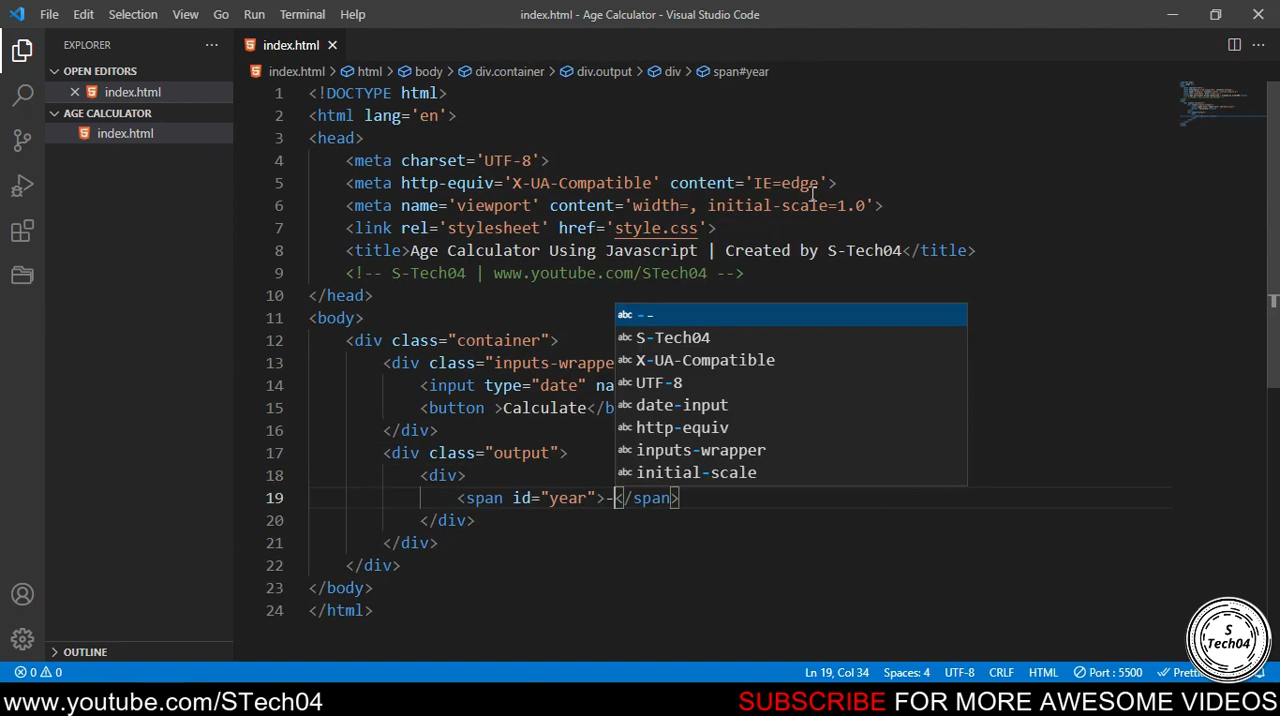 File Edit Selection View Go Run Terminal Help
index.html - Age Calculator - Visual Studio Code
EXPLORER
OPEN EDITORS
index.html
AGE CALCULATOR
index.html
OUTLINE
index.html
index.html > html > body > div.container > div.output > div > span#year
1 <!DOCTYPE html>
2 <html lang='en'>
3 <head>
4 <meta charset='UTF-8'>
5 <meta http-equiv='X-UA-Compatible' content='IE=edge'>
6 <meta name='viewport' content='width=, initial-scale=1.0'>
7 <link rel='stylesheet' href='style.css'>
8 <title>Age Calculator Using Javascript | Created by S-Tech04</title>
9 <!-- S-Tech04 | www.youtube.com/STech04 -->
10 </head>
11 <body>
12 <div class="container">
13 <div class="inputs-wrappe
14 <input type="date" na
15 <button >Calculate</b
16 </div>
17 <div class="output">
18 <div>
19 <span id="year">-</span>
20 </div>
21 </div>
22 </div>
23 </body>
24 </html>
abc --
abc S-Tech04
abc X-UA-Compatible
abc UTF-8
abc date-input
abc http-equiv
abc inputs-wrapper
abc initial-scale
S
Tech04
0 0
Ln 19, Col 34 Spaces: 4 UTF-8 CRLF HTML Port : 5500
www.youtube.com/STech04
SUBSCRIBE FOR MORE AWESOME VIDEOS